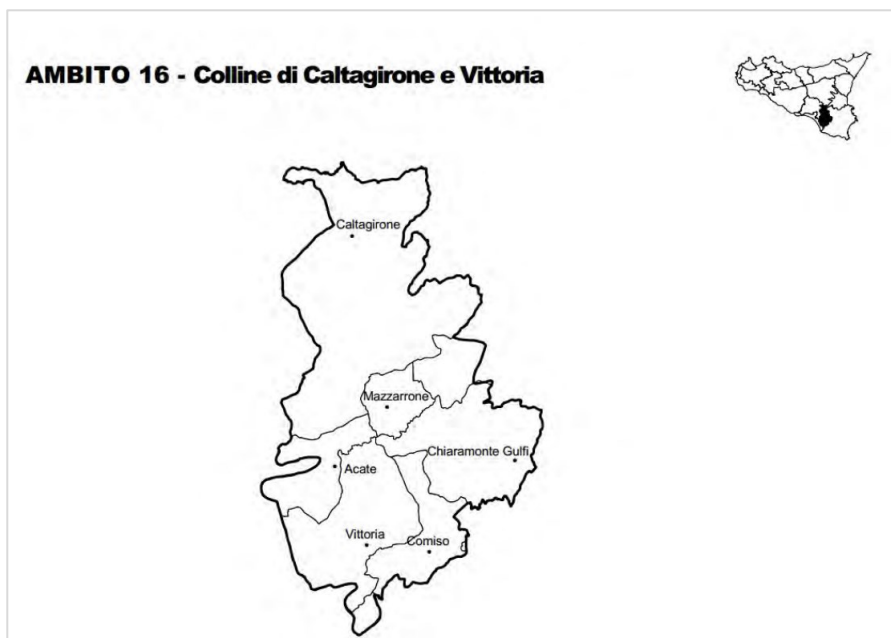 AMBITO 16 - Colline di Caltagirone e Vittoria
Caltagirone
Mazzarrone
Chiaramonte Gulfi
Acate
Vittoria
Comiso